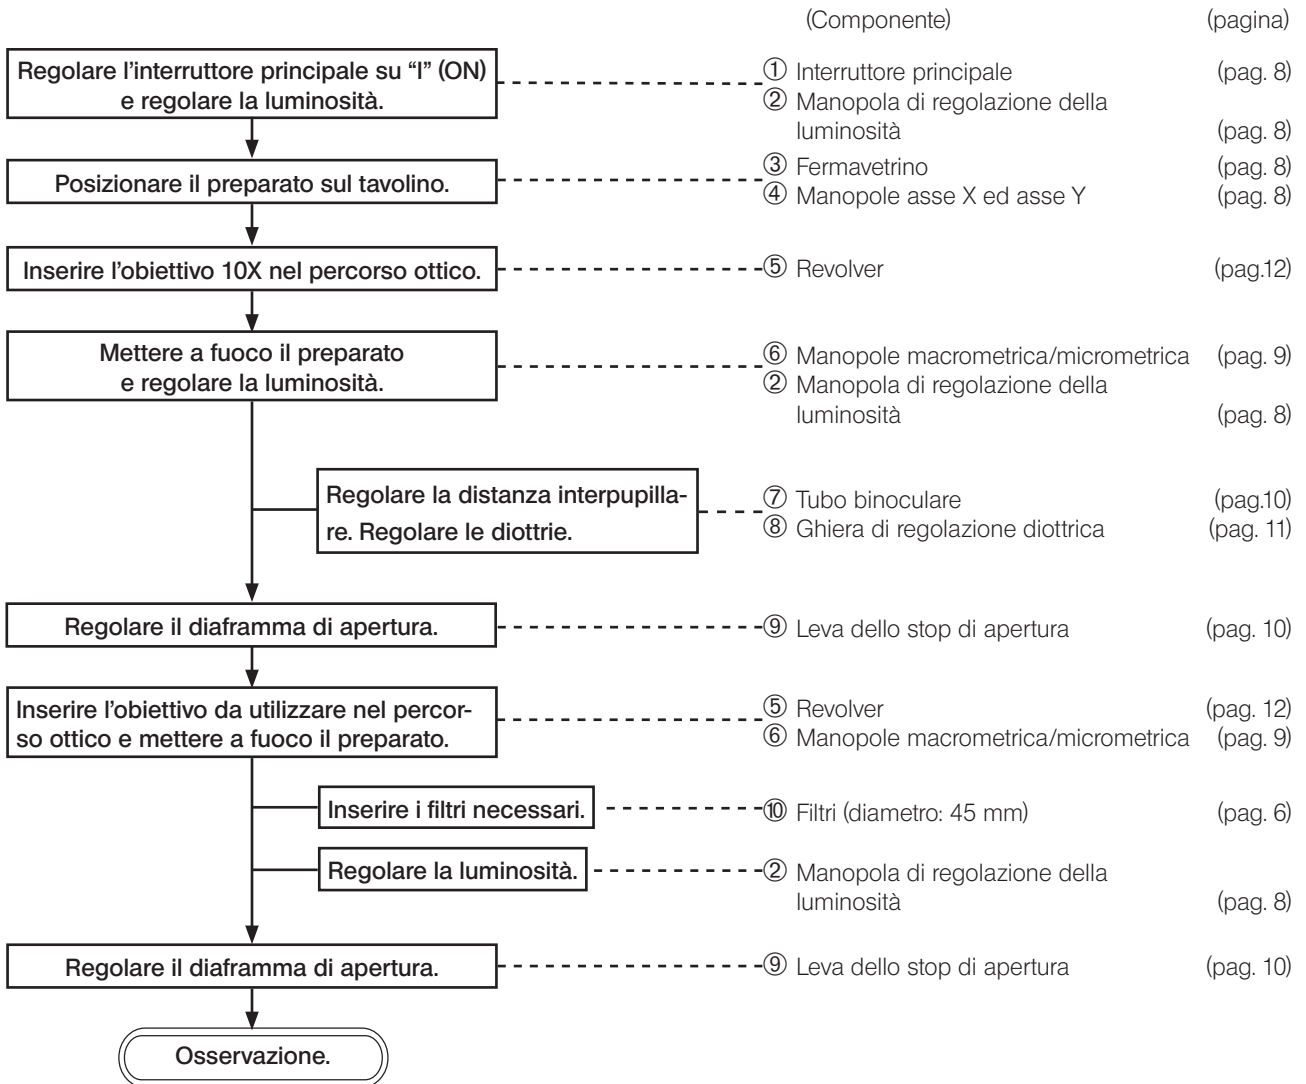 (Componente) (pagina)
Regolare l’interruttore principale su “I” (ON)
e regolare la luminosità.
① Interruttore principale (pag. 8)
② Manopola di regolazione della
luminosità (pag. 8)
Posizionare il preparato sul tavolino.
③ Fermavetrino (pag. 8)
④ Manopole asse X ed asse Y (pag. 8)
Inserire l’obiettivo 10X nel percorso ottico.
⑤ Revolver (pag.12)
Mettere a fuoco il preparato
e regolare la luminosità.
⑥ Manopole macrometrica/micrometrica (pag. 9)
② Manopola di regolazione della
luminosità (pag. 8)
Regolare la distanza interpupilla-
re. Regolare le diottrie.
⑦ Tubo binoculare (pag.10)
⑧ Ghiera di regolazione diottrica (pag. 11)
Regolare il diaframma di apertura.
⑨ Leva dello stop di apertura (pag. 10)
Inserire l’obiettivo da utilizzare nel percor-
so ottico e mettere a fuoco il preparato.
⑤ Revolver (pag. 12)
⑥ Manopole macrometrica/micrometrica (pag. 9)
Inserire i filtri necessari.
⑩ Filtri (diametro: 45 mm) (pag. 6)
Regolare la luminosità.
② Manopola di regolazione della
luminosità (pag. 8)
Regolare il diaframma di apertura.
⑨ Leva dello stop di apertura (pag. 10)
Osservazione.